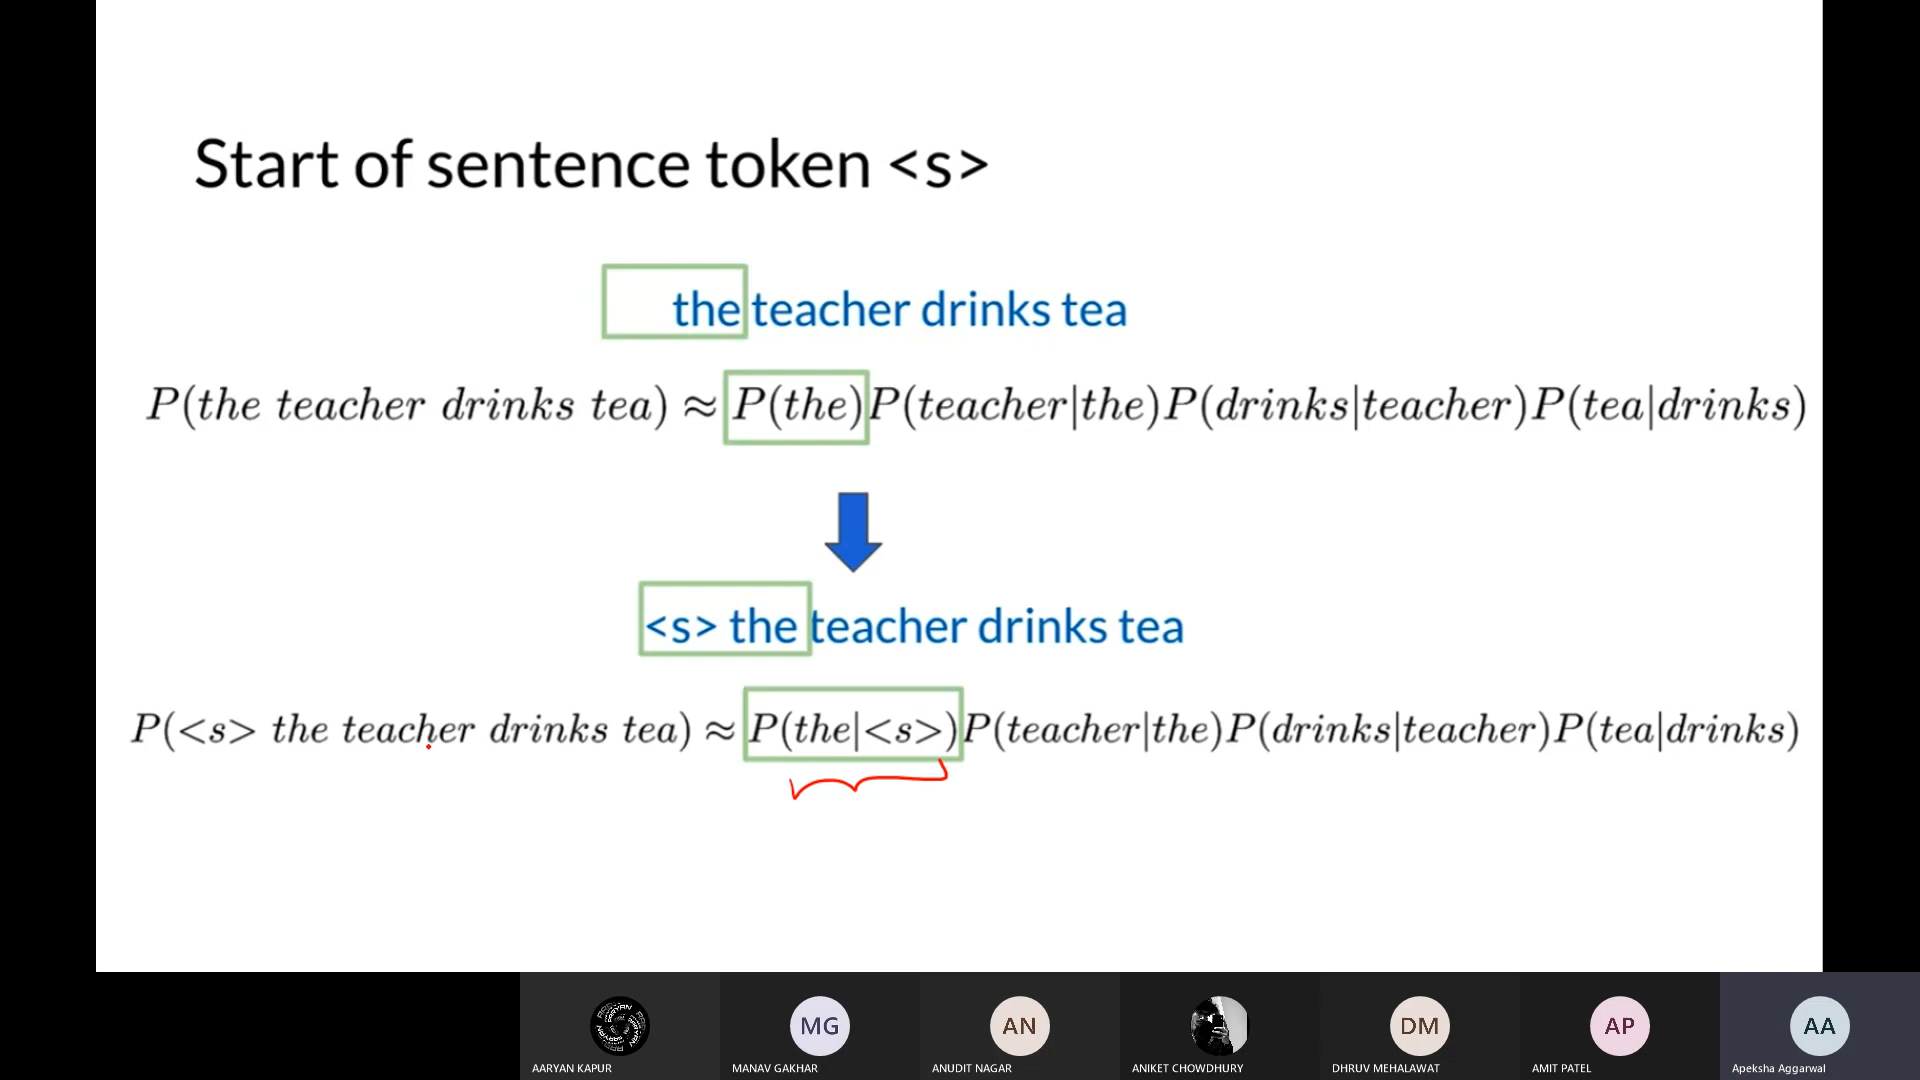 Start of sentence token <s>
the teacher drinks tea
P(the teacher drinks tea) ≈ P(the)P(teacher|the)P(drinks|teacher)P(tea|drinks)
<s> the teacher drinks tea
P(<s> the teacher drinks tea) ≈ P(the|<s>)P(teacher|the)P(drinks|teacher)P(tea|drinks)
MG AN DM AP AA
AARYAN KAPUR MANAV GAKHAR ANUDIT NAGAR ANIKET CHOWDHURY DHRUV MEHALAWAT AMIT PATEL Apeksha Aggarwal